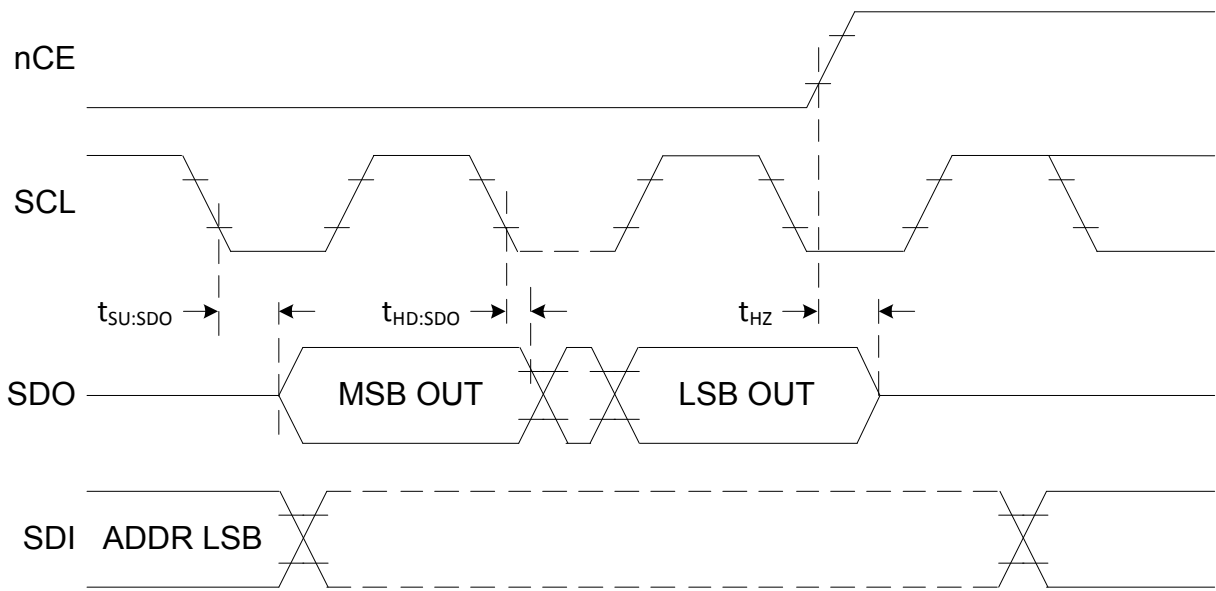 nCE
SCL
tSU:SDO
tHD:SDO
tHZ
SDO
MSB OUT
LSB OUT
SDI
ADDR LSB